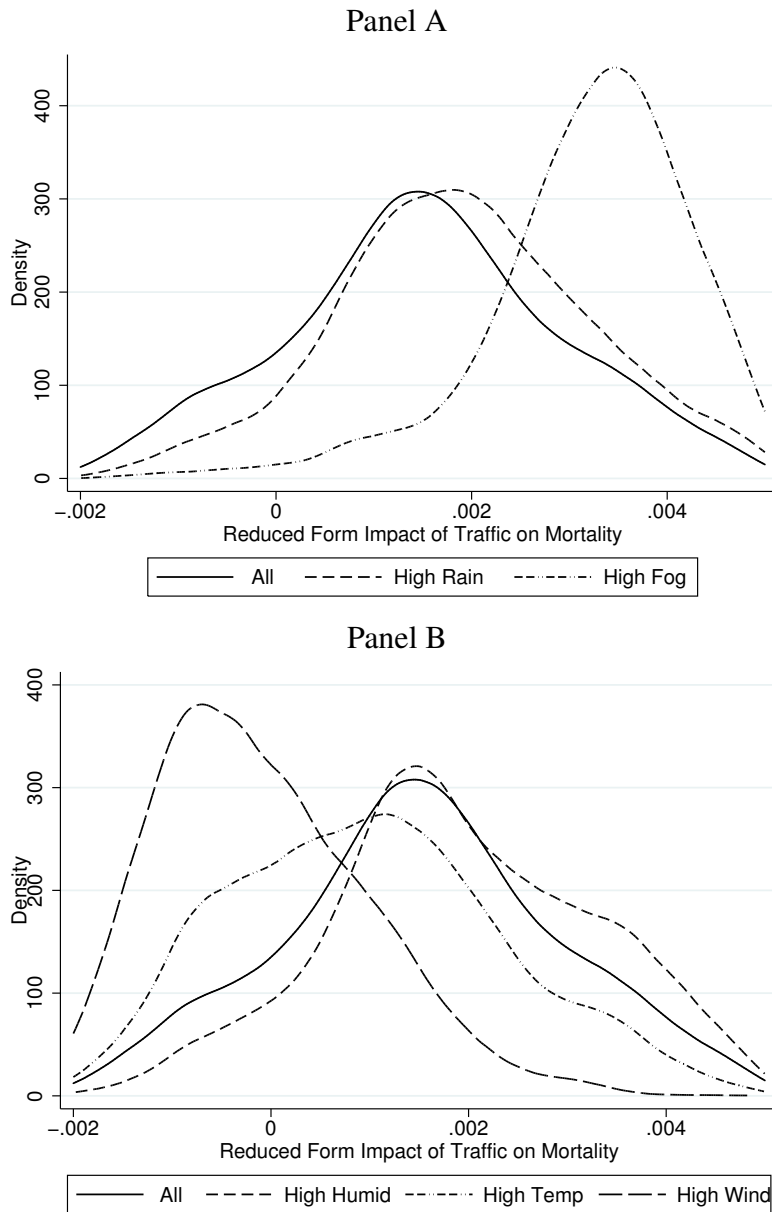 Panel A
Density
400
300
200
100
0
−.002 0 .002 .004
Reduced Form Impact of Traffic on Mortality
All High Rain High Fog
Panel B
Density
400
300
200
100
0
−.002 0 .002 .004
Reduced Form Impact of Traffic on Mortality
All High Humid High Temp High Wind